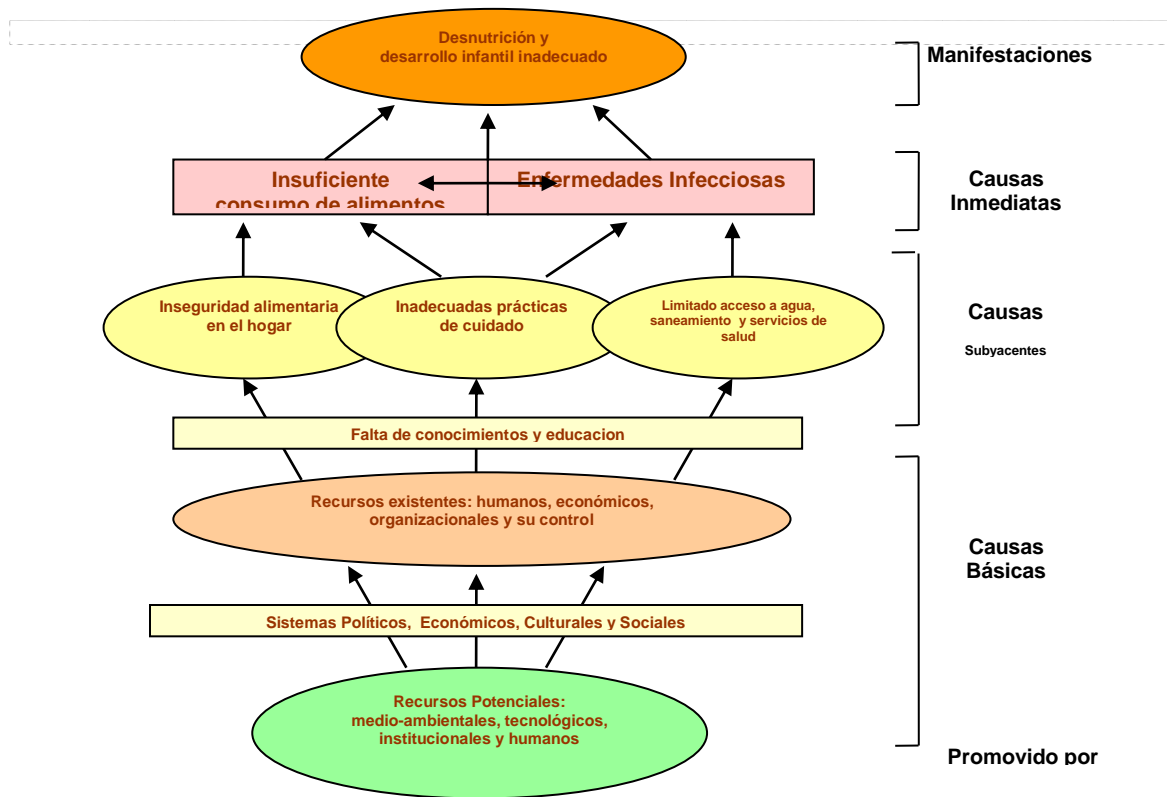 Desnutrición y
desarrollo infantil inadecuado
Manifestaciones
Insuficiente
consumo de alimentos
Enfermedades Infecciosas
Causas
Inmediatas
Inseguridad alimentaria
en el hogar
Inadecuadas prácticas
de cuidado
Limitado acceso a agua,
saneamiento y servicios de
salud
Causas
Subyacentes
Falta de conocimientos y educacion
Recursos existentes: humanos, económicos,
organizacionales y su control
Causas
Básicas
Sistemas Políticos, Económicos, Culturales y Sociales
Recursos Potenciales:
medio-ambientales, tecnológicos,
institucionales y humanos
Promovido por